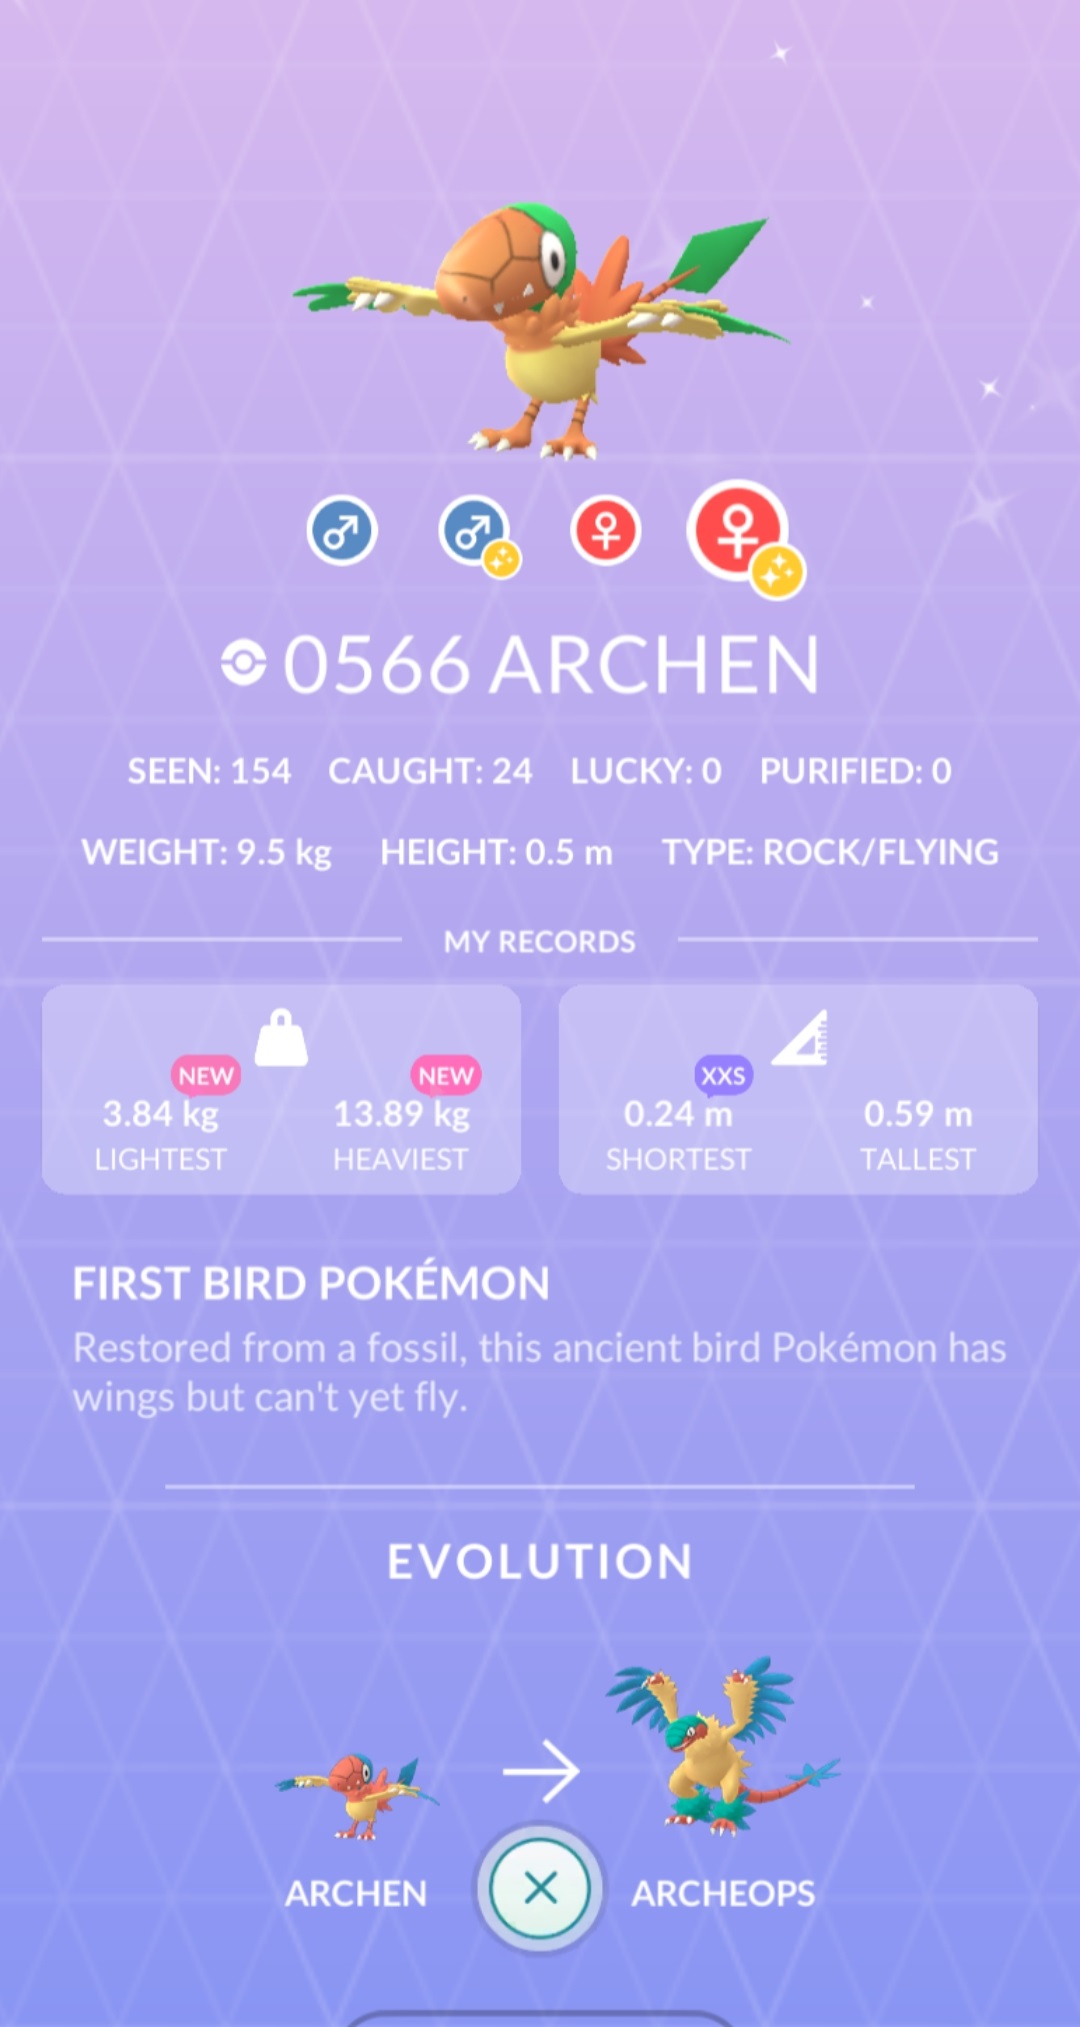 0566 ARCHEN
SEEN: 154 CAUGHT: 24 LUCKY: 0 PURIFIED: 0
WEIGHT: 9.5 kg HEIGHT: 0.5 m TYPE: ROCK/FLYING
MY RECORDS
NEW NEW XXS
3.84 kg 13.89 kg 0.24 m 0.59 m
LIGHTEST HEAVIEST SHORTEST TALLEST
FIRST BIRD POKÉMON
Restored from a fossil, this ancient bird Pokémon has
wings but can't yet fly.
EVOLUTION
ARCHEN ARCHEOPS